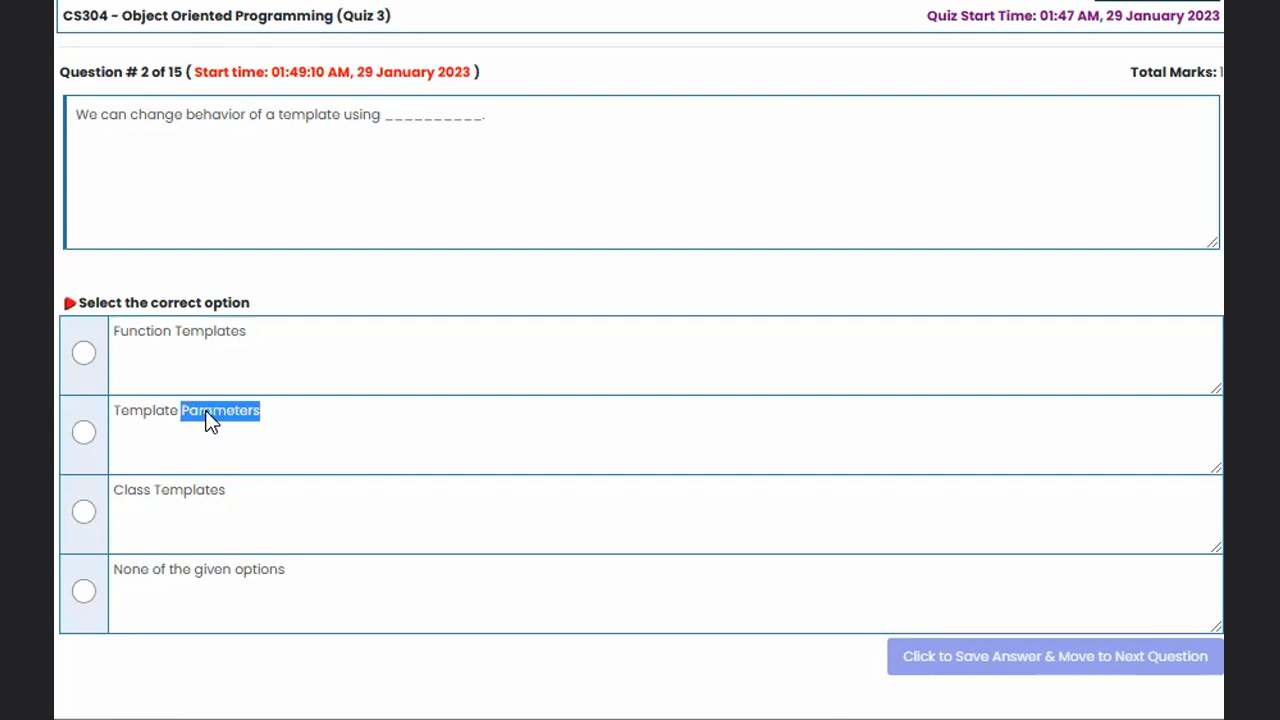 CS304 - Object Oriented Programming (Quiz 3)
Quiz Start Time: 01:47 AM, 29 January 2023
Question # 2 of 15 ( Start time: 01:49:10 AM, 29 January 2023 )
Total Marks: 1
We can change behavior of a template using __________.
Select the correct option
Function Templates
Template Parameters
Class Templates
None of the given options
Click to Save Answer & Move to Next Question